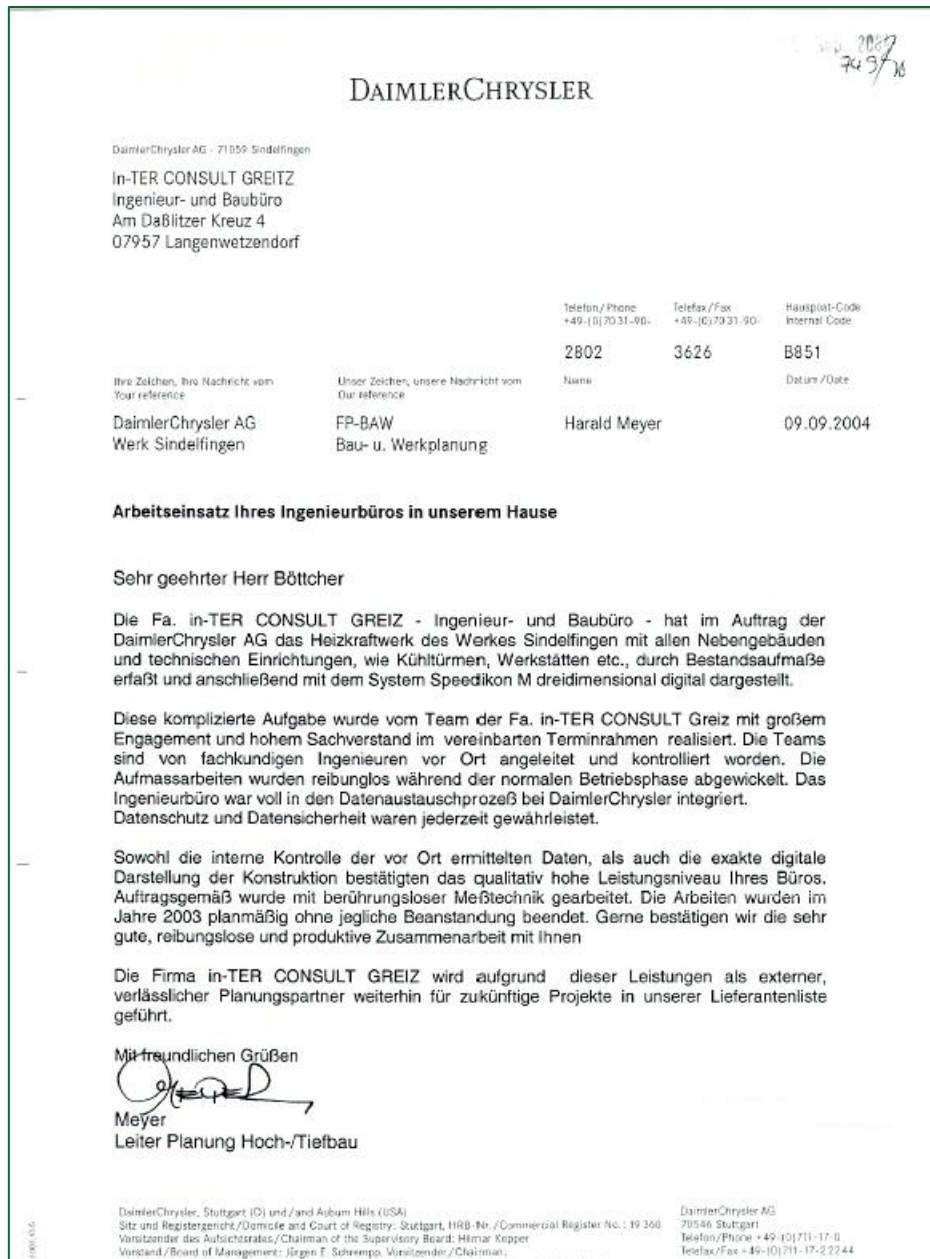 2004
749/
DAIMLERCHRYSLER
DaimlerChrysler AG - 71059 Sindelfingen
In-TER CONSULT GREITZ
Ingenieur- und Baubüro
Am Daßlitzer Kreuz 4
07957 Langenwetzendorf
Telefon/Phone Telefax/Fax Hauspost-Code
+49-(0)70 31-90- +49-(0)70 31-90- Internal Code
2802 3626 B851
Ihre Zeichen, Ihre Nachricht vom Unser Zeichen, unsere Nachricht vom Name Datum/Date
Your reference Our reference
DaimlerChrysler AG FP-BAW Harald Meyer 09.09.2004
Werk Sindelfingen Bau- u. Werkplanung
Arbeitseinsatz Ihres Ingenieurbüros in unserem Hause
Sehr geehrter Herr Böttcher
Die Fa. in-TER CONSULT GREIZ - Ingenieur- und Baubüro - hat im Auftrag der
DaimlerChrysler AG das Heizkraftwerk des Werkes Sindelfingen mit allen Nebengebäuden
und technischen Einrichtungen, wie Kühltürmen, Werkstätten etc., durch Bestandsaufmaße
erfaßt und anschließend mit dem System Speedikon M dreidimensional digital dargestellt.
Diese komplizierte Aufgabe wurde vom Team der Fa. in-TER CONSULT Greiz mit großem
Engagement und hohem Sachverstand im vereinbarten Terminrahmen realisiert. Die Teams
sind von fachkundigen Ingenieuren vor Ort angeleitet und kontrolliert worden. Die
Aufmassarbeiten wurden reibunglos während der normalen Betriebsphase abgewickelt. Das
Ingenieurbüro war voll in den Datenaustauschprozeß bei DaimlerChrysler integriert.
Datenschutz und Datensicherheit waren jederzeit gewährleistet.
Sowohl die interne Kontrolle der vor Ort ermittelten Daten, als auch die exakte digitale
Darstellung der Konstruktion bestätigten das qualitativ hohe Leistungsniveau Ihres Büros.
Auftragsgemäß wurde mit berührungsloser Meßtechnik gearbeitet. Die Arbeiten wurden im
Jahre 2003 planmäßig ohne jegliche Beanstandung beendet. Gerne bestätigen wir die sehr
gute, reibungslose und produktive Zusammenarbeit mit Ihnen
Die Firma in-TER CONSULT GREIZ wird aufgrund dieser Leistungen als externer,
verlässlicher Planungspartner weiterhin für zukünftige Projekte in unserer Lieferantenliste
geführt.
Mit freundlichen Grüßen
Meyer
Leiter Planung Hoch-/Tiefbau
DaimlerChrysler, Stuttgart (D) und/and Auburn Hills (USA) DaimlerChrysler AG
Sitz und Registergericht/Domicile and Court of Registry: Stuttgart, HRB-Nr./Commercial Register No.: 19 360 70546 Stuttgart
Vorsitzender des Aufsichtsrates/Chairman of the Supervisory Board: Hilmar Kopper Telefon/Phone +49-(0)711-17-0
Vorstand/Board of Management: Jürgen E. Schrempp, Vorsitzender/Chairman; Telefax/Fax +49-(0)711-17-2 22 44